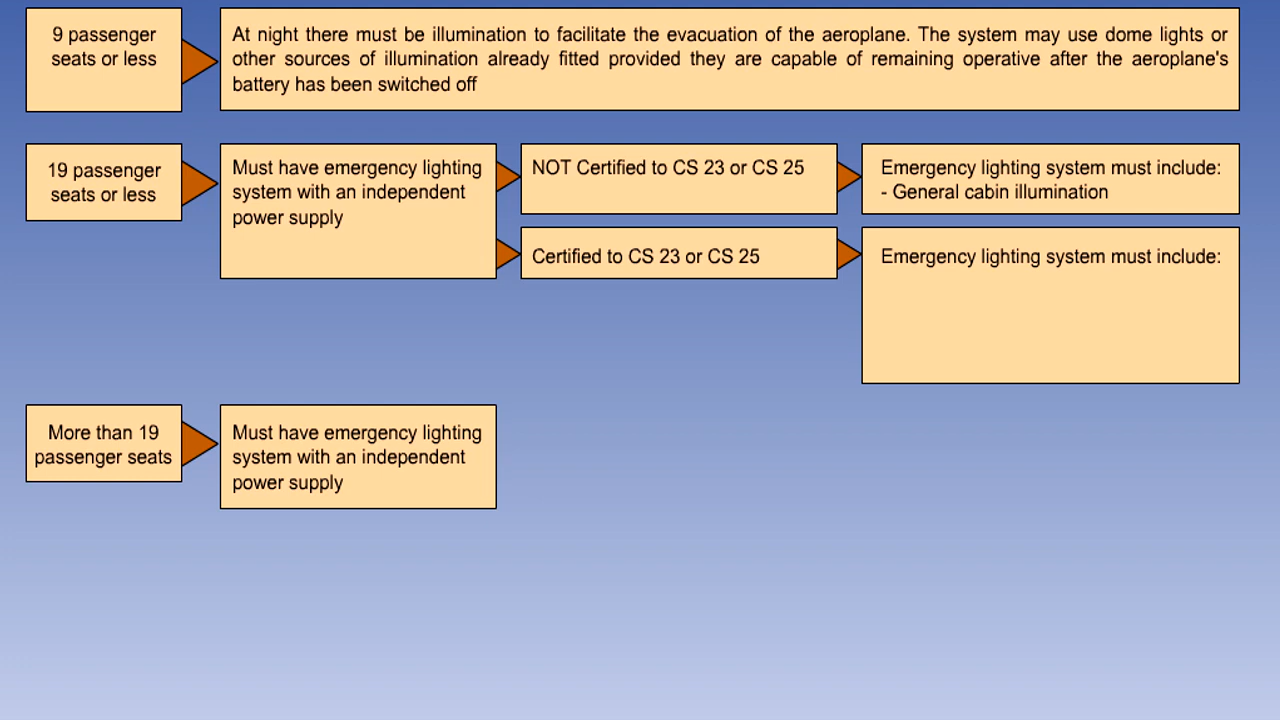 9 passenger
seats or less
At night there must be illumination to facilitate the evacuation of the aeroplane. The system may use dome lights or
other sources of illumination already fitted provided they are capable of remaining operative after the aeroplane's
battery has been switched off
19 passenger
seats or less
Must have emergency lighting
system with an independent
power supply
NOT Certified to CS 23 or CS 25
Emergency lighting system must include:
- General cabin illumination
Certified to CS 23 or CS 25
Emergency lighting system must include:
More than 19
passenger seats
Must have emergency lighting
system with an independent
power supply